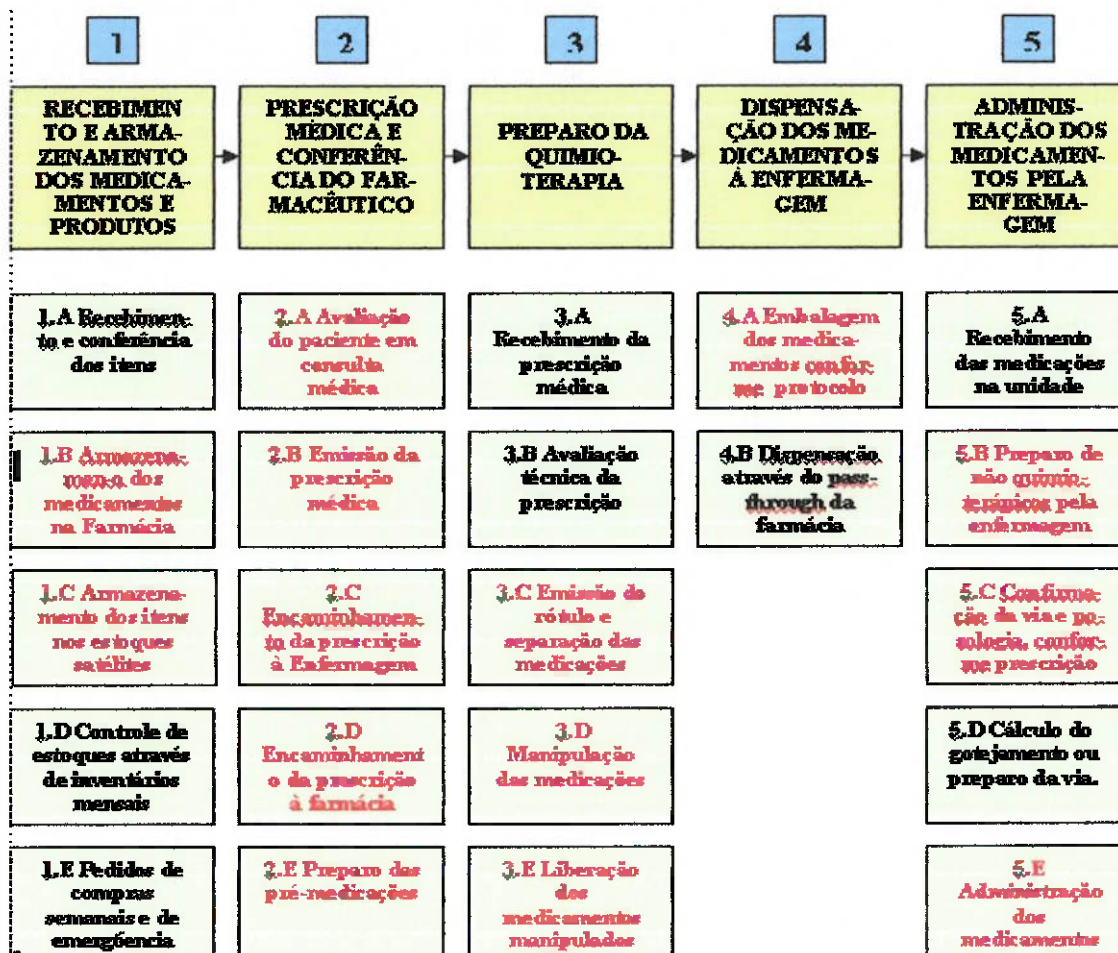 1
2
3
4
5
RECEBIMEN
TO E ARMA-
ZENAMENTO
DOS MEDICA-
MENTOS E
PRODUTOS
PRESCRIÇÃO
MÉDICA E
CONFERÊN-
CIA DO FAR-
MACÊUTICO
PREPARO DA
QUIMIO-
TERAPIA
DISPENSA-
ÇÃO DOS ME-
DICAMENTOS
À ENFERMA-
GEM
ADMINIS-
TRAÇÃO DOS
MEDICAMEN-
TOS PELA
ENFERMA-
GEM
1.A Recebimen-
to e conferência
dos itens
2.A Avaliação
do paciente em
consulta
médica
3.A
Recebimento da
prescrição
médica
4.A Embalagem
dos medica-
mentos confor-
me protocolo
5.A
Recebimento
das medicações
na unidade
1.B Armazena-
mento dos
medicamentos
na Farmácia
2.B Emissão da
prescrição
médica
3.B Avaliação
técnica da
prescrição
4.B Dispensação
através do pass-
through da
farmácia
5.B Preparo de
não quimio-
terápicos pela
enfermagem
1.C Armazena-
mento dos itens
nos estoques
satélites
2.C
Encaminhamen-
to da prescrição
à Enfermagem
3.C Emissão do
rótulo e
separação das
medicações
5.C Confirma-
ção da via e po-
sologia, confor-
me prescrição
1.D Controle de
estoques através
de inventários
mensais
2.D
Encaminhament
o da prescrição
à farmácia
3.D
Manipulação
das medicações
5.D Cálculo do
gotejamento ou
preparo da via.
1.E Pedidos de
compras
semanais e de
emergência
2.E Preparo das
pré-medicações
3.E Liberação
dos
medicamentos
manipulados
5.E
Administração
dos
medicamentos